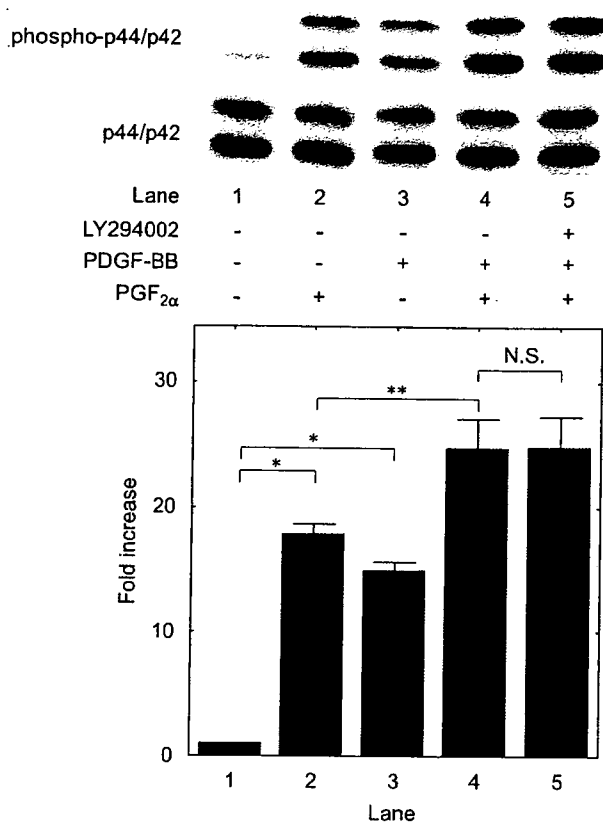 phospho-p44/p42
p44/p42
Lane 1 2 3 4 5
LY294002 - - - - +
PDGF-BB - - + + +
PGF2α - + - + +
N.S.
**
*
*
30
20
10
0
Fold increase
1 2 3 4 5
Lane